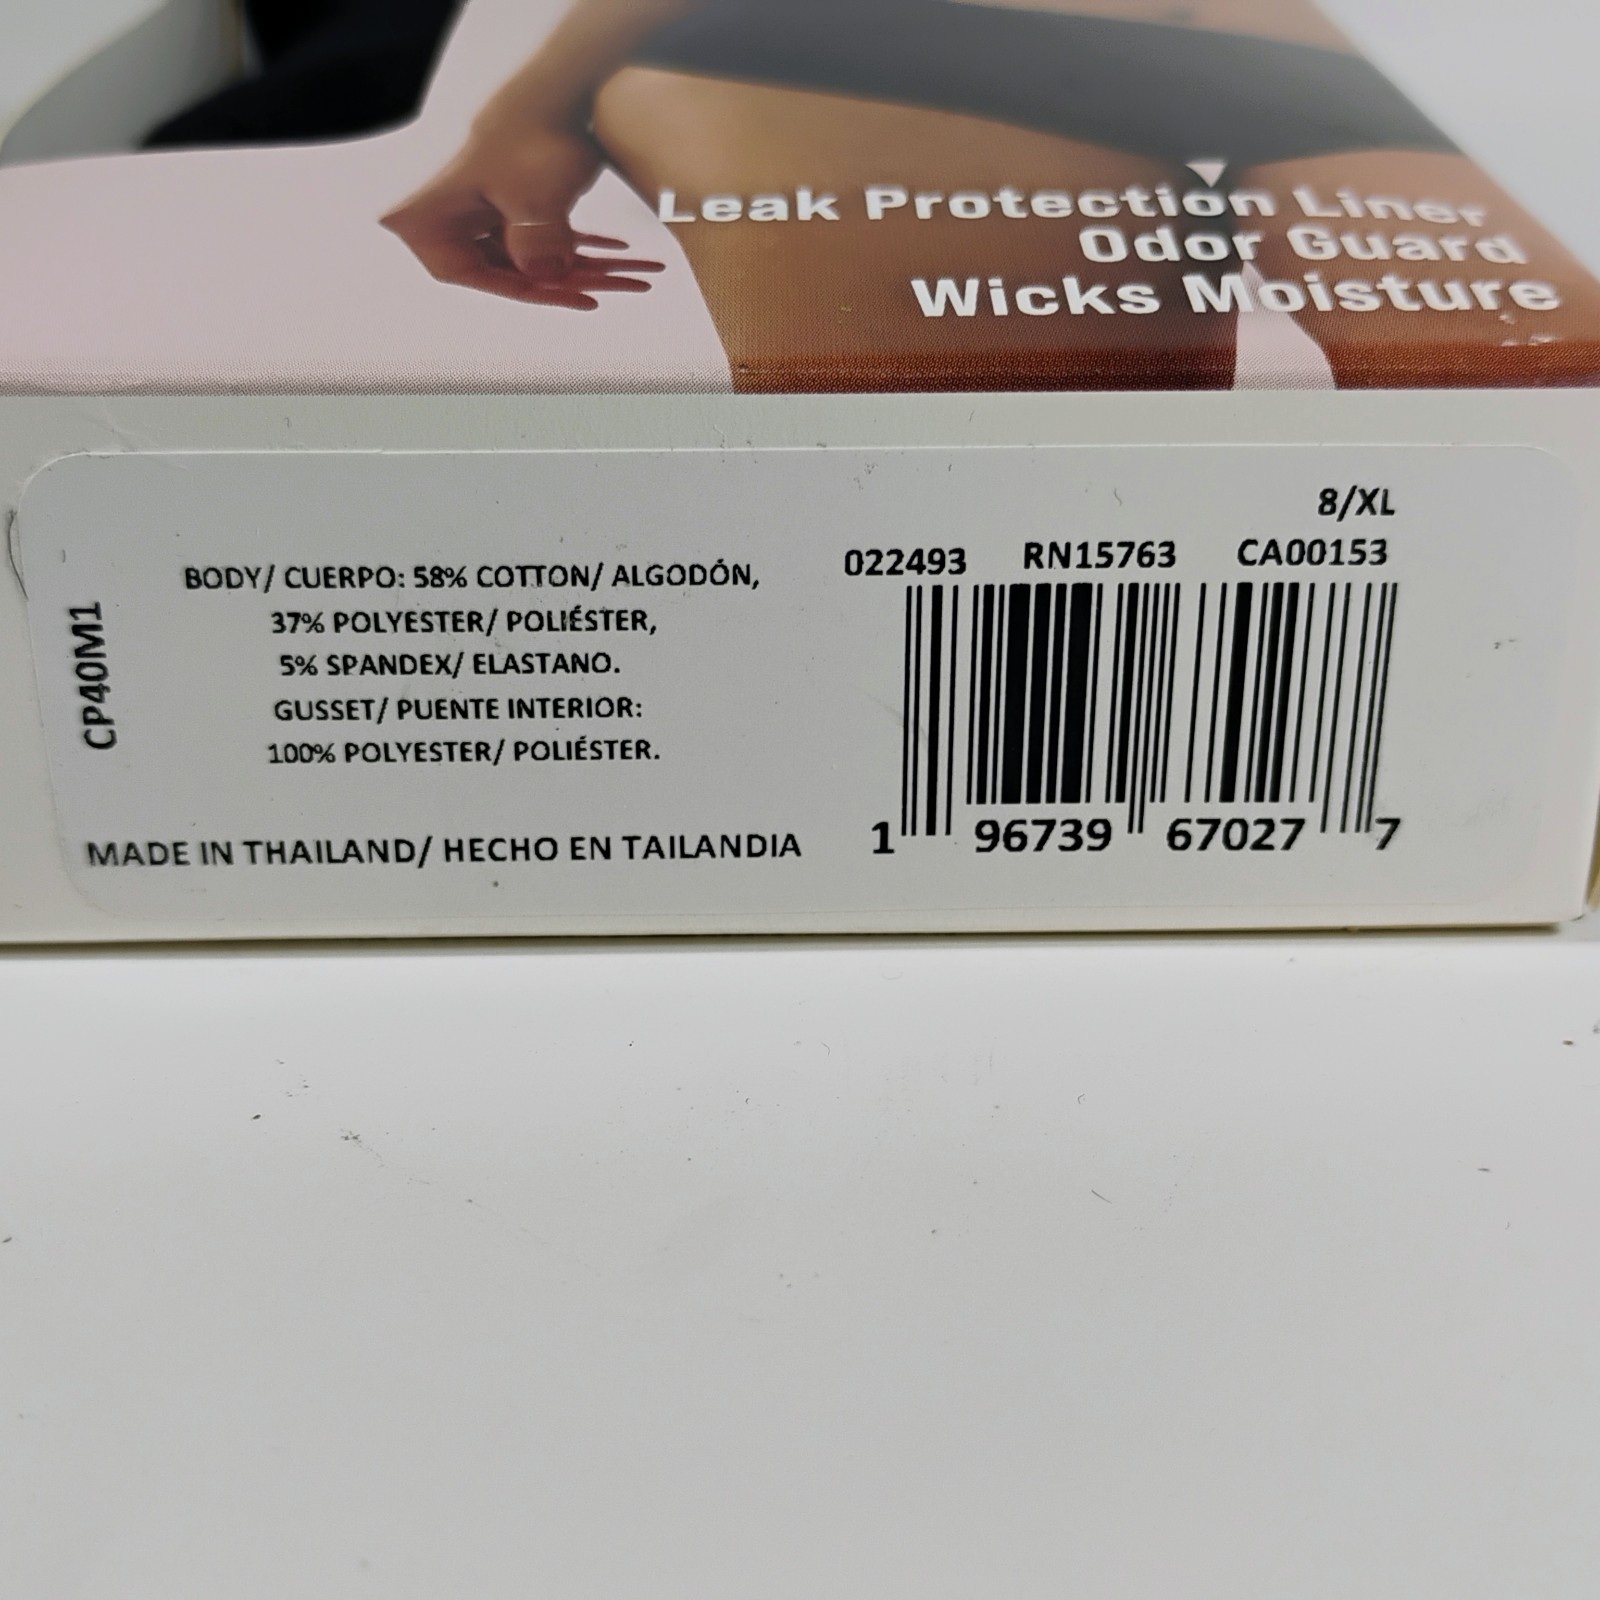 Leak Protection Liner
Odor Guard
Wicks Moisture
8/XL
022493 RN15763 CA00153
BODY/ CUERPO: 58% COTTON/ ALGODÓN,
37% POLYESTER/ POLIÉSTER,
5% SPANDEX/ ELASTANO.
GUSSET/ PUENTE INTERIOR:
100% POLYESTER/ POLIÉSTER.
CP40M1
MADE IN THAILAND/ HECHO EN TAILANDIA
1 96739 67027 7